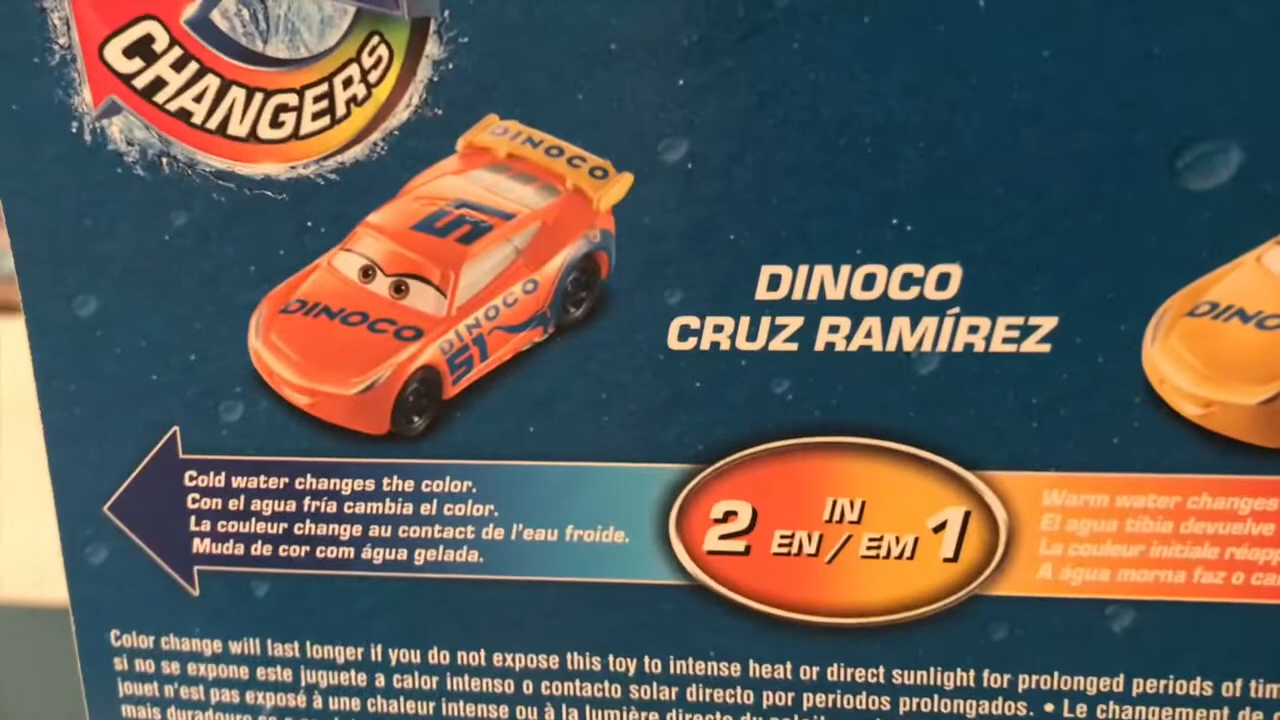 CHANGERS
DINOCO
51
DINOCO
DINOCO
51
DINOCO
CRUZ RAMÍREZ
Cold water changes the color.
Con el agua fría cambia el color.
La couleur change au contact de l'eau froide.
Muda de cor com água gelada.
2 IN 1
EN / EM
Warm water changes
El agua tibia devuelve
La couleur initiale
A água morna faz o
Color change will last longer if you do not expose this toy to intense heat or direct sunlight for prolonged periods of
si no se expone este juguete a calor intenso o contacto solar directo por periodos prolongados. • Le changement de
jouet n'est pas exposé à une chaleur intense ou à la lumière directe du
mais